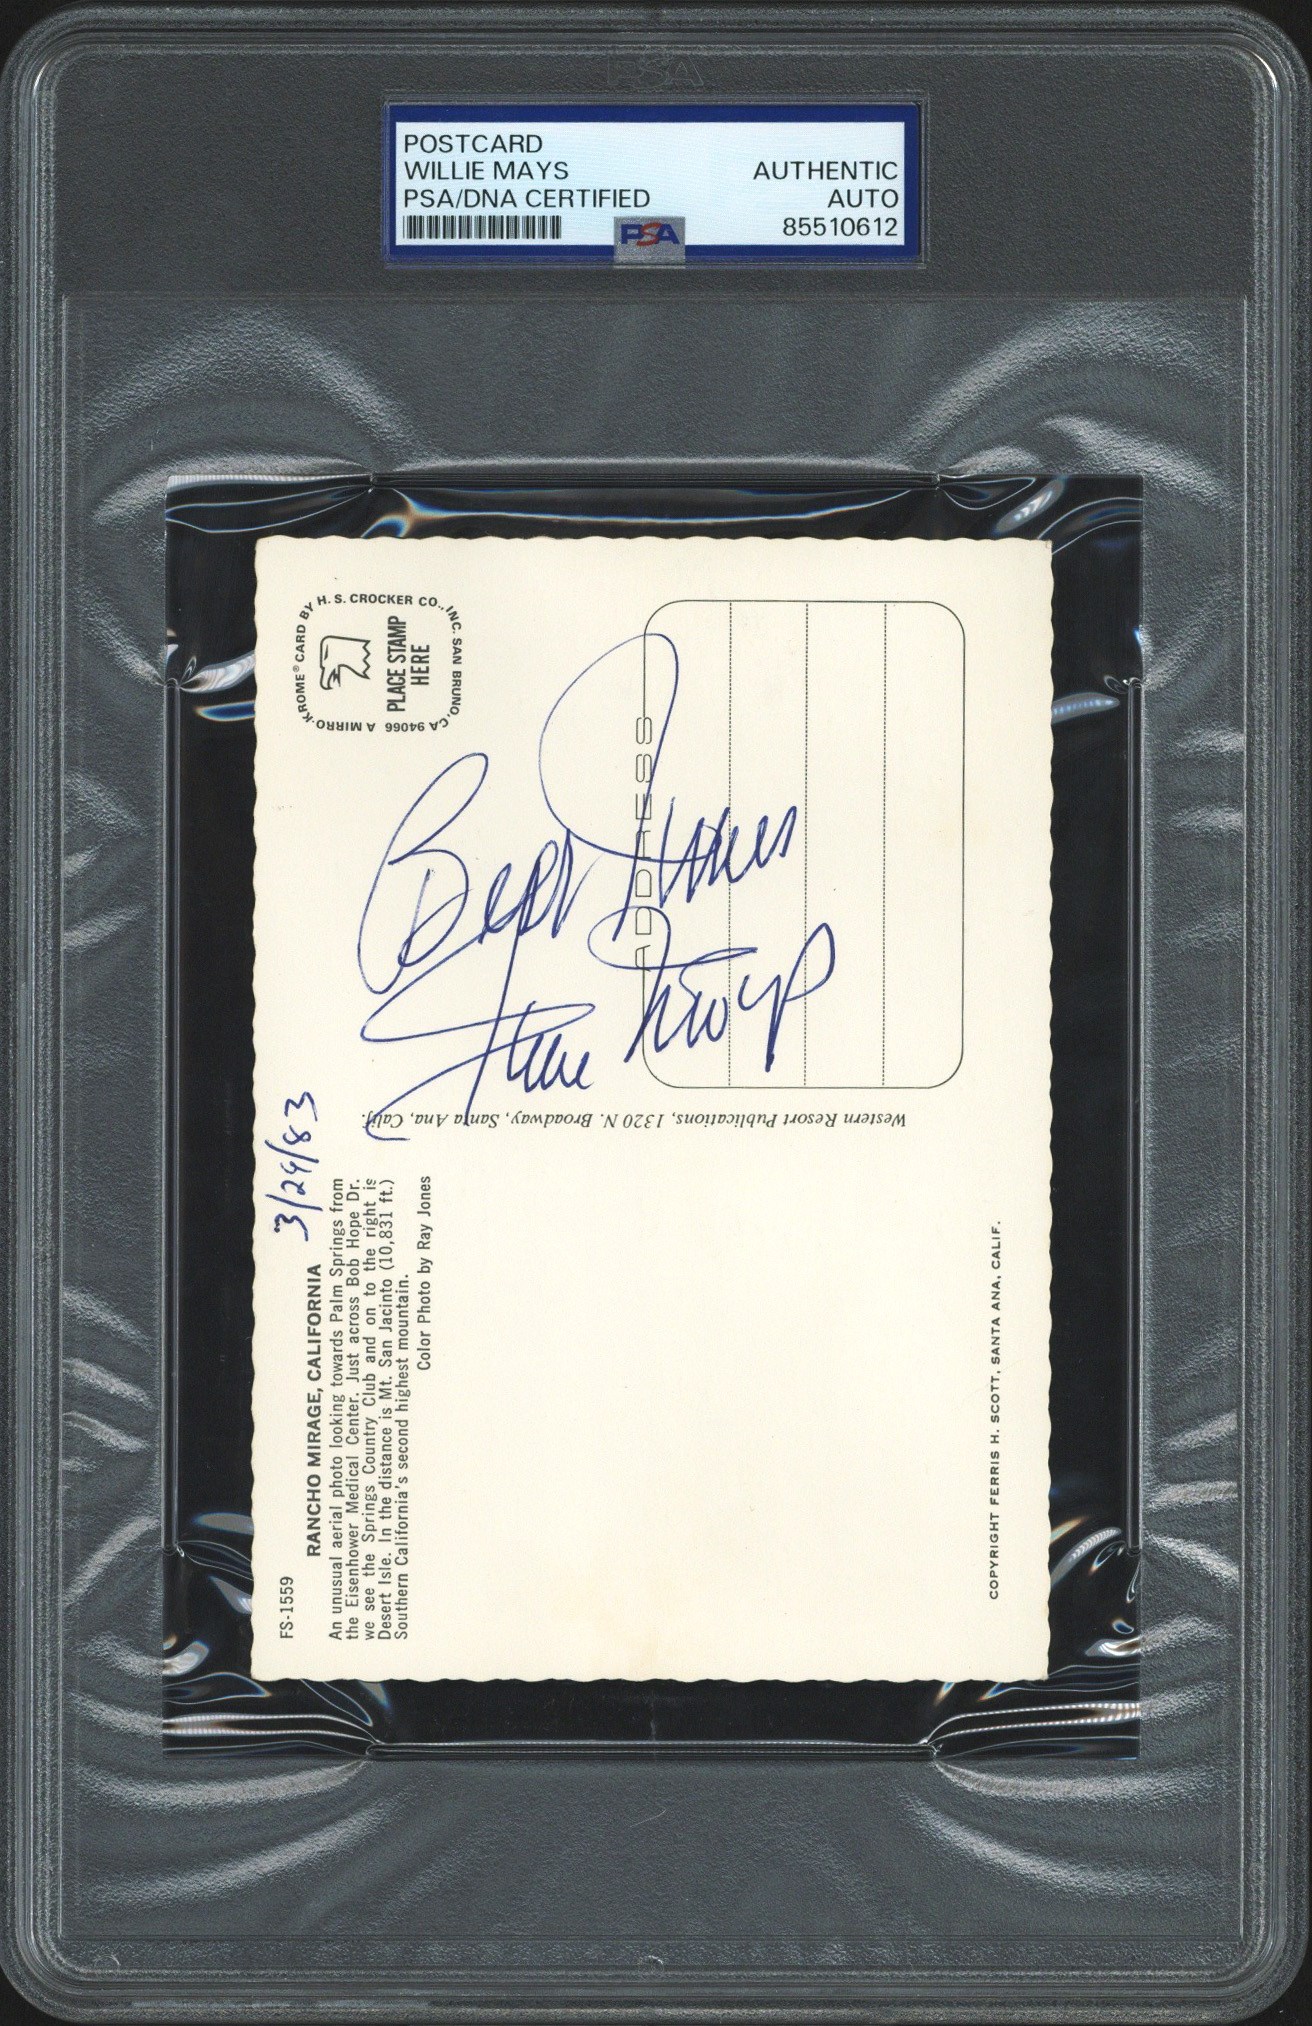 PSA
POSTCARD
WILLIE MAYS
PSA/DNA CERTIFIED
AUTHENTIC
AUTO
85510612
PSA
A MIRRO-KROME® CARD BY H. S. CROCKER CO., INC. SAN BRUNO, CA 94066
PLACE STAMP
HERE
ADDRESS
Best Wishes
Willie Mays
Western Resort Publications, 1320 N. Broadway, Santa Ana, Calif.
3/29/83
FS-1559
RANCHO MIRAGE, CALIFORNIA
An unusual aerial photo looking towards Palm Springs from
the Eisenhower Medical Center. Just across Bob Hope Dr.
we see the Springs Country Club and on to the right is
Desert Isle. In the distance is Mt. San Jacinto (10,831 ft.)
Southern California's second highest mountain.
Color Photo by Ray Jones
COPYRIGHT FERRIS H. SCOTT, SANTA ANA, CALIF.